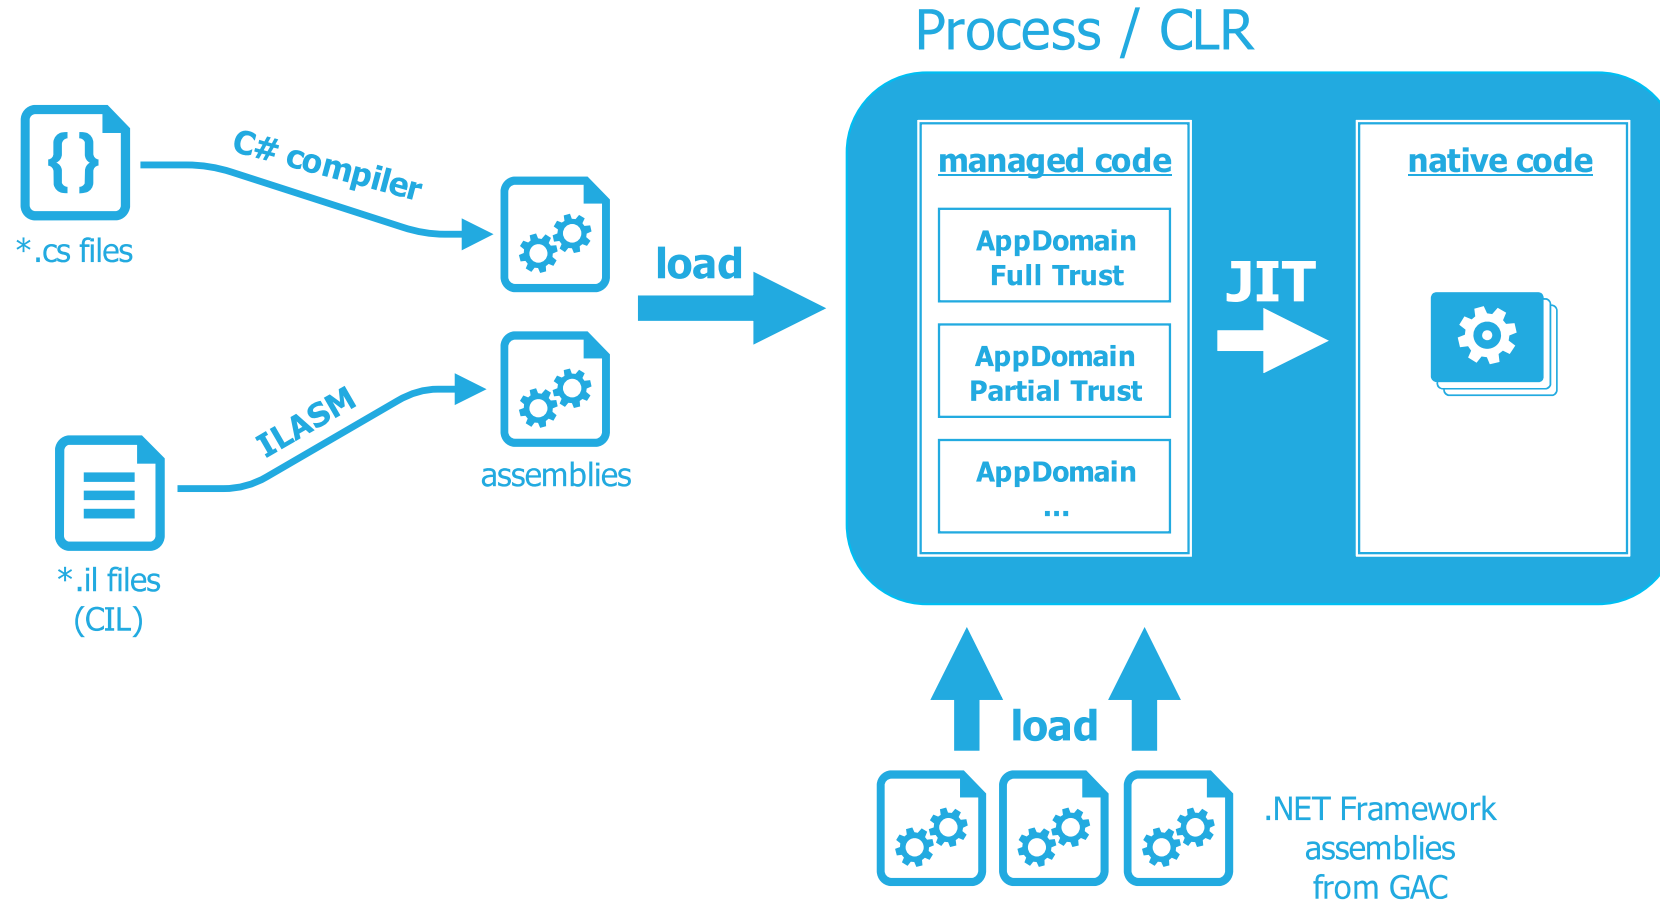 Process / CLR
C# compiler
*.cs files
load
ILASM
assemblies
*.il files
(CIL)
managed code
AppDomain
Full Trust
AppDomain
Partial Trust
AppDomain
...
JIT
native code
load
.NET Framework
assemblies
from GAC